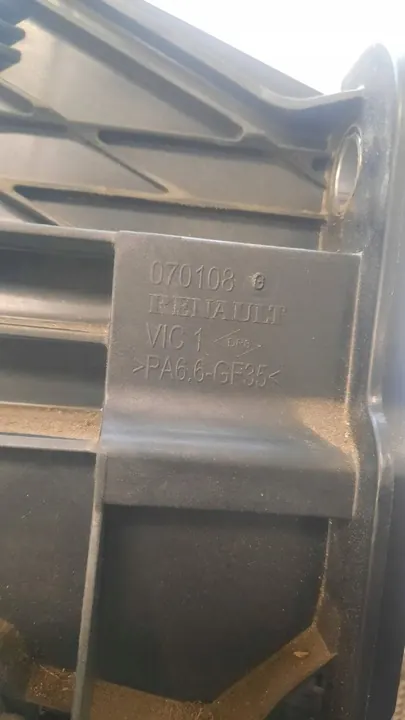 070108 G
RENAULT
VIC 1
>PA6.6-GF35<